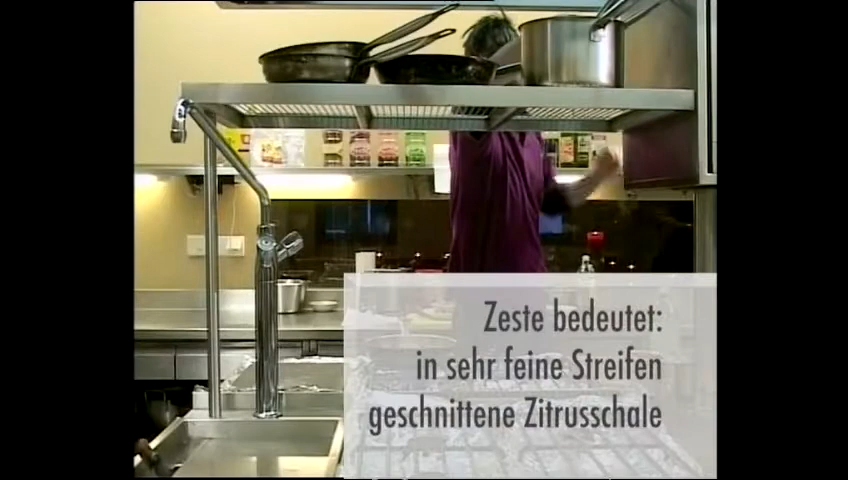 Zeste bedeutet:
in sehr feine Streifen
geschnittene Zitrusschale